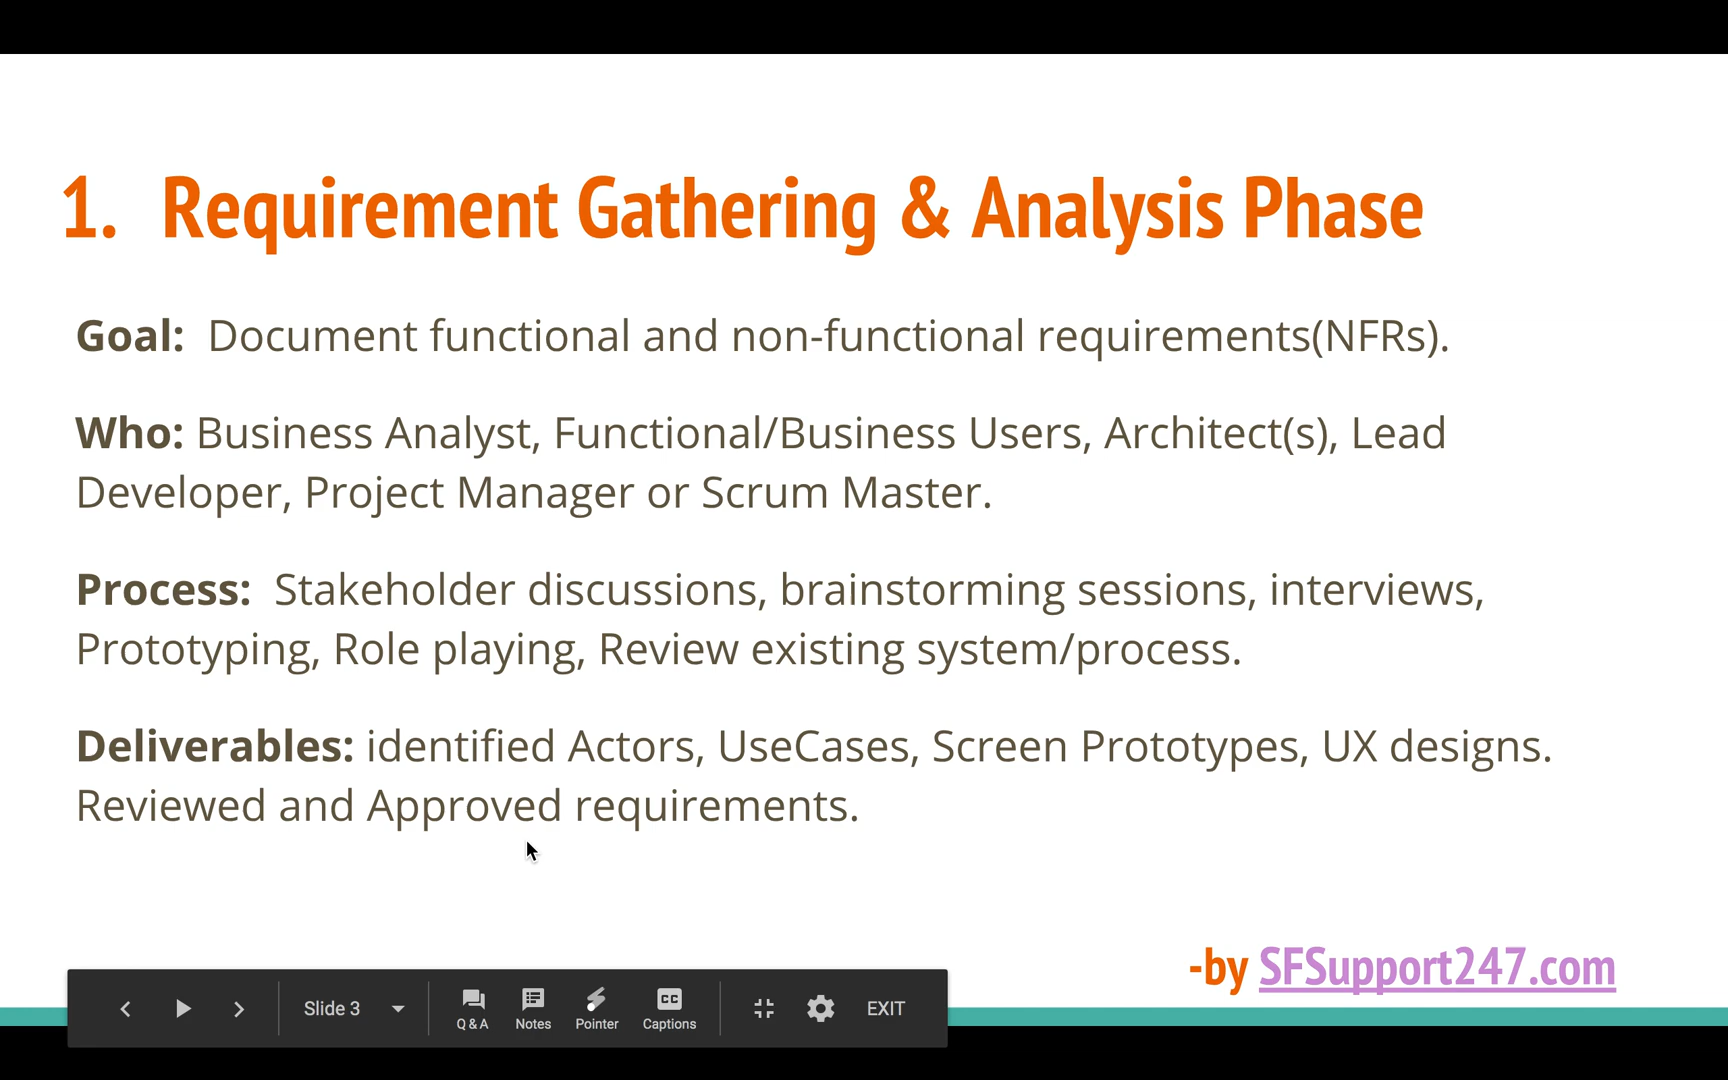 1. Requirement Gathering & Analysis Phase
Goal: Document functional and non-functional requirements(NFRs).
Who: Business Analyst, Functional/Business Users, Architect(s), Lead
Developer, Project Manager or Scrum Master.
Process: Stakeholder discussions, brainstorming sessions, interviews,
Prototyping, Role playing, Review existing system/process.
Deliverables: identified Actors, UseCases, Screen Prototypes, UX designs.
Reviewed and Approved requirements.
-by SFSupport247.com
Slide 3
Q & A
Notes
Pointer
CC
Captions
EXIT